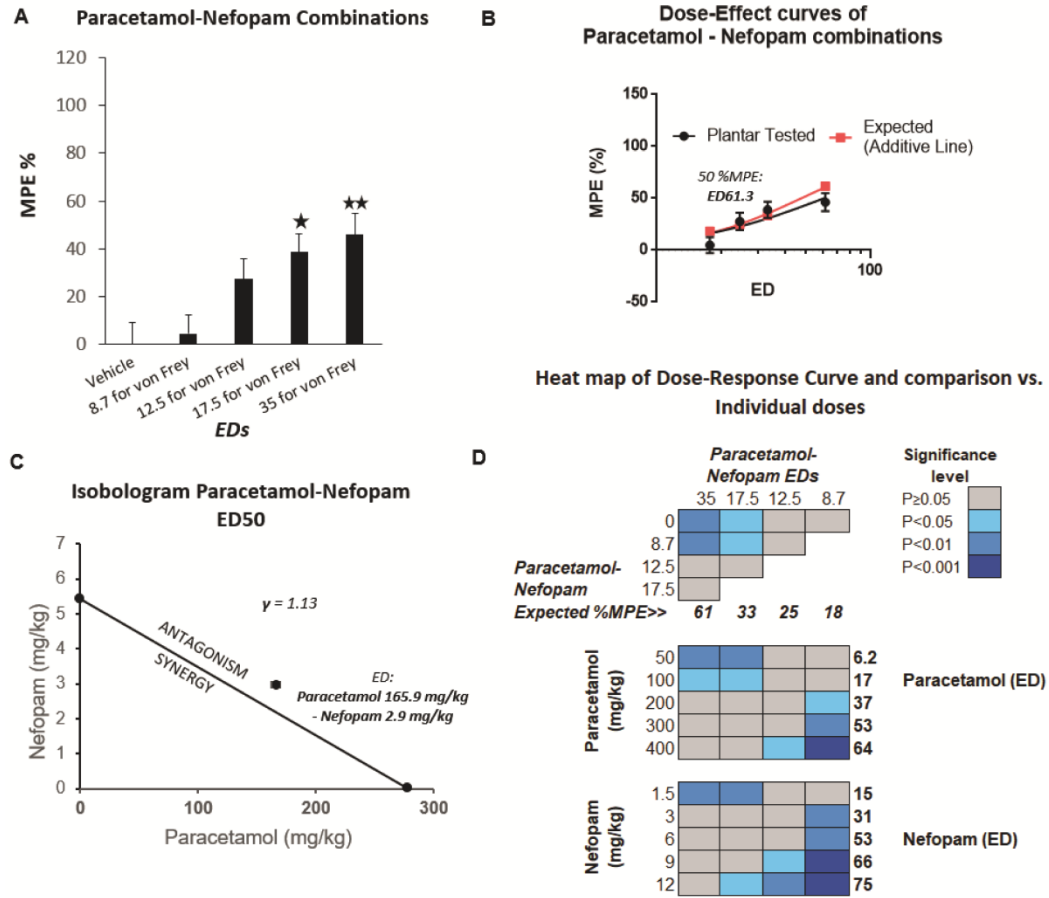 A
Paracetamol-Nefopam Combinations
120
100
80
60
40
20
0
MPE %
★
★★
Vehicle
8.7 for von Frey
12.5 for von Frey
17.5 for von Frey
35 for von Frey
EDs
B
Dose-Effect curves of
Paracetamol - Nefopam combinations
150
100
50
0
-50
MPE (%)
Plantar Tested
Expected
(Additive Line)
50 %MPE:
ED61.3
100
ED
C
Isobologram Paracetamol-Nefopam
ED50
7
6
5
4
3
2
1
0
Nefopam (mg/kg)
γ = 1.13
ANTAGONISM
SYNERGY
ED:
Paracetamol 165.9 mg/kg
- Nefopam 2.9 mg/kg
0 100 200 300
Paracetamol (mg/kg)
Heat map of Dose-Response Curve and comparison vs.
Individual doses
D
Paracetamol-
Nefopam EDs
35 17.5 12.5 8.7
0
8.7
12.5
17.5
Paracetamol-
Nefopam
Expected %MPE>> 61 33 25 18
Significance
level
P≥0.05
P<0.05
P<0.01
P<0.001
Paracetamol
(mg/kg)
50 6.2
100 17
200 37
300 53
400 64
Paracetamol (ED)
Nefopam
(mg/kg)
1.5 15
3 31
6 53
9 66
12 75
Nefopam (ED)